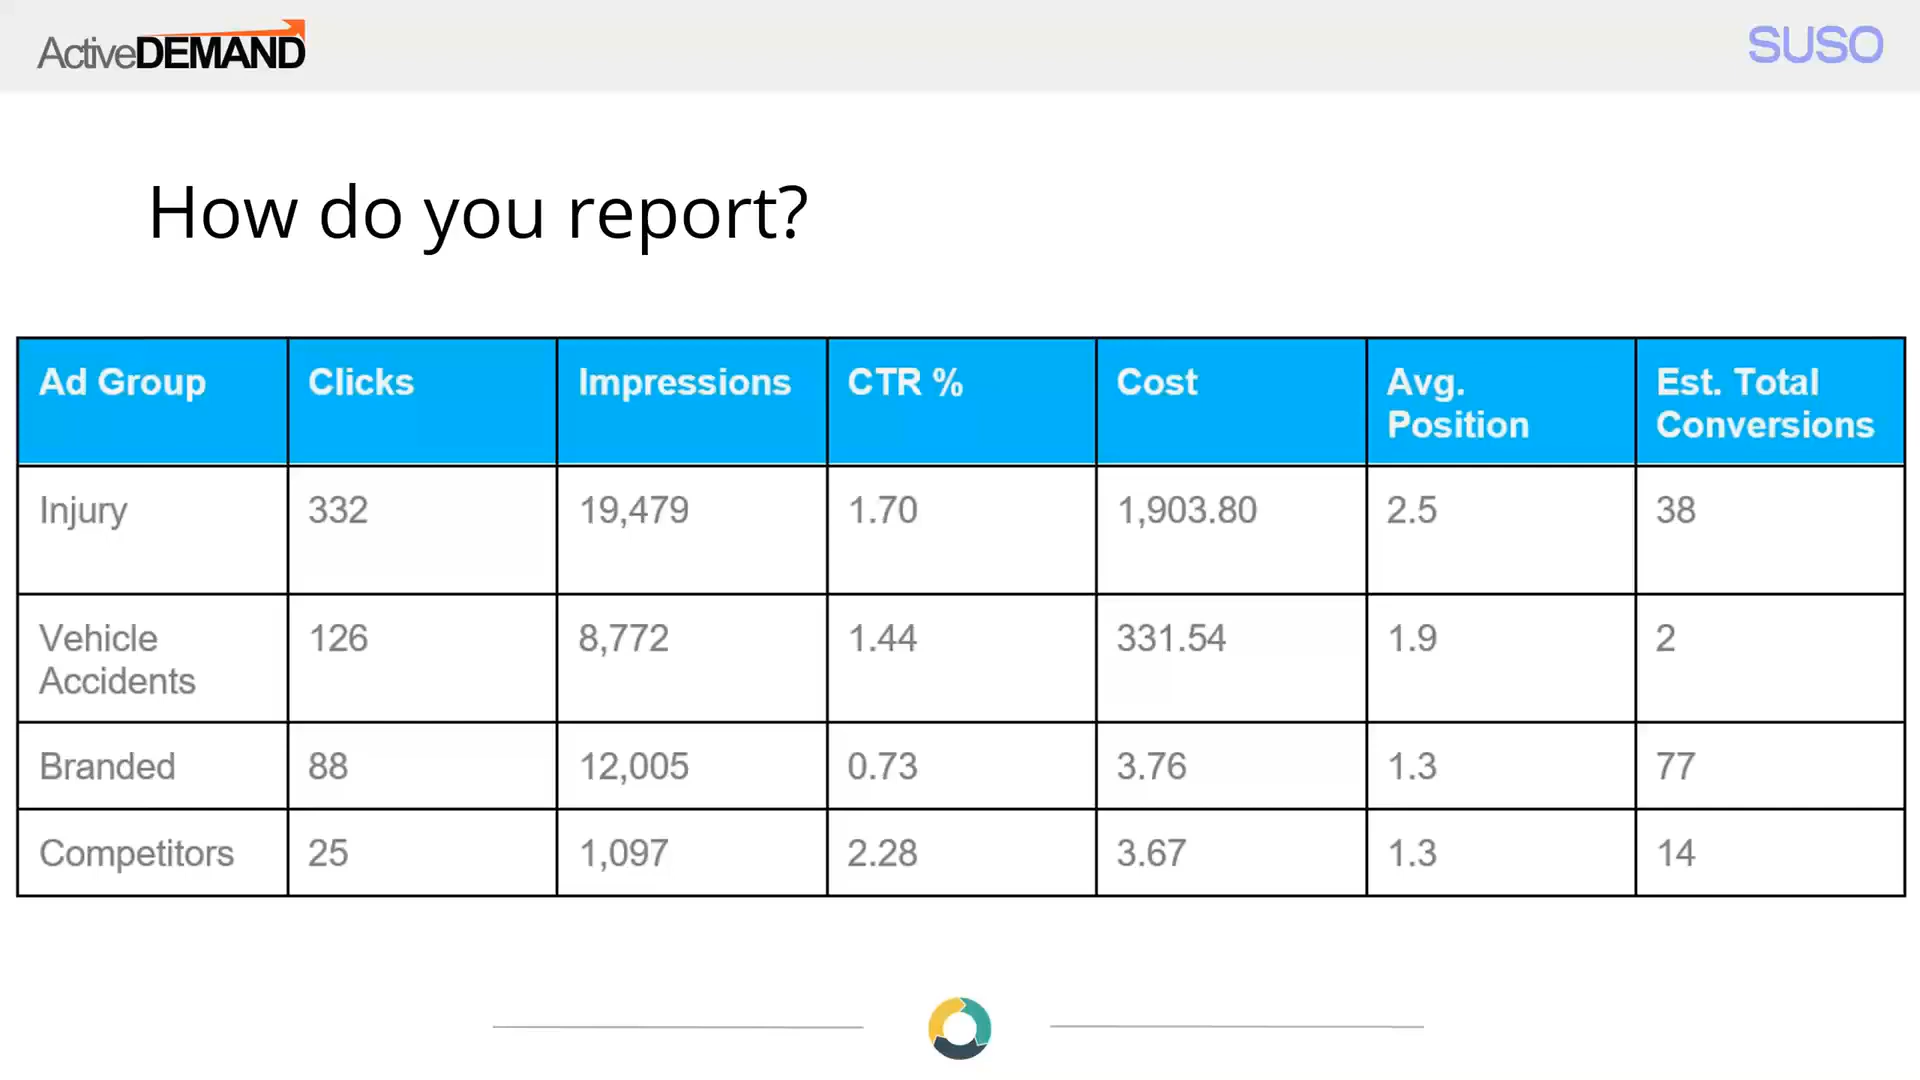 ActiveDEMAND
SUSO
How do you report?
Ad Group Clicks Impressions CTR % Cost Avg. Position Est. Total Conversions
Injury 332 19,479 1.70 1,903.80 2.5 38
Vehicle Accidents 126 8,772 1.44 331.54 1.9 2
Branded 88 12,005 0.73 3.76 1.3 77
Competitors 25 1,097 2.28 3.67 1.3 14